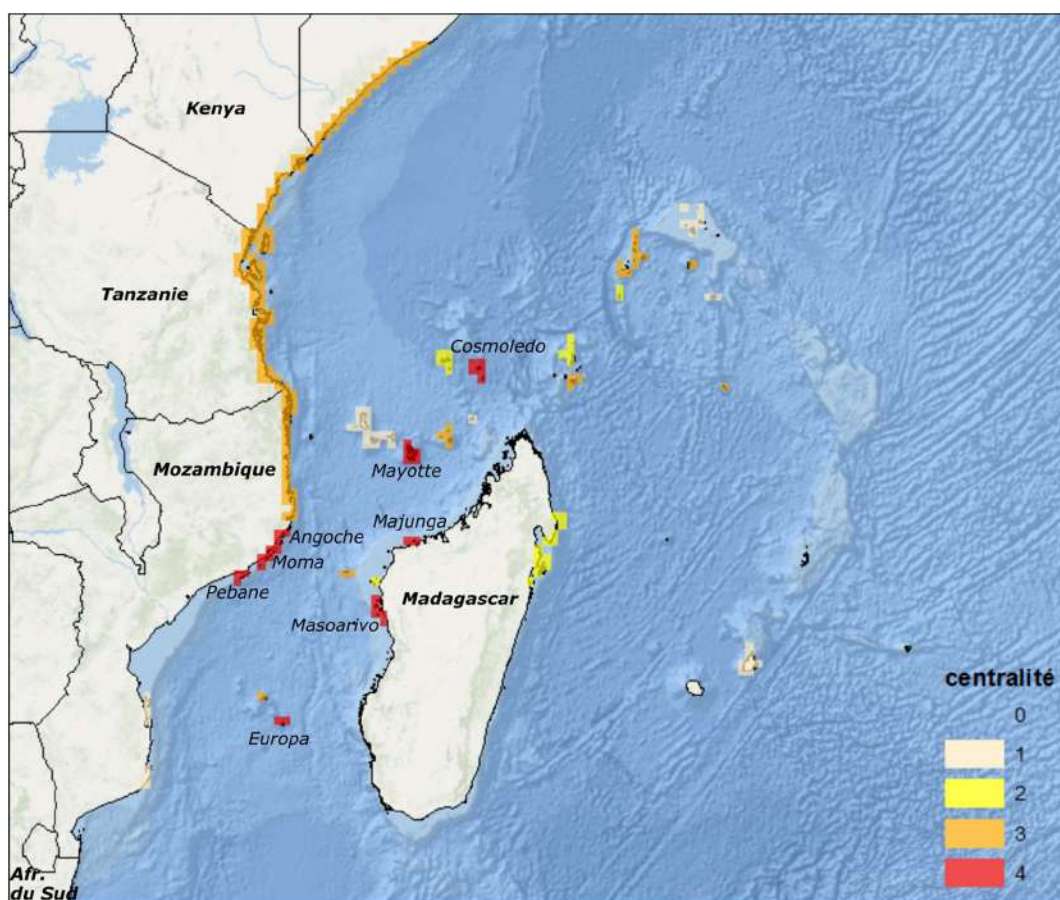 Kenya
Tanzanie
Cosmoledo
Mozambique
Mayotte
Angoche
Majunga
Moma
Pebane
Madagascar
Masoarivo
Europa
centralité
0
1
2
3
4
Afr.
du Sud